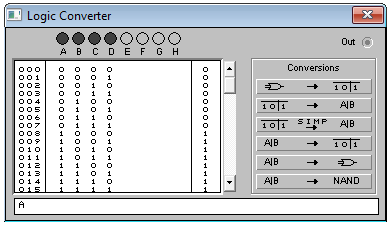 Logic Converter
A B C D E F G H
Out
000 0 0 0 0 0
001 0 0 0 1 0
002 0 0 1 0 0
003 0 0 1 1 0
004 0 1 0 0 0
005 0 1 0 1 0
006 0 1 1 0 0
007 0 1 1 1 0
008 1 0 0 0 1
009 1 0 0 1 1
010 1 0 1 0 1
011 1 0 1 1 1
012 1 1 0 0 1
013 1 1 0 1 1
014 1 1 1 0 1
015 1 1 1 1 1
Conversions
→ 1 0 1
1 0 1 → A|B
1 0 1 SIMP → A|B
A|B → 1 0 1
A|B →
A|B → NAND
A